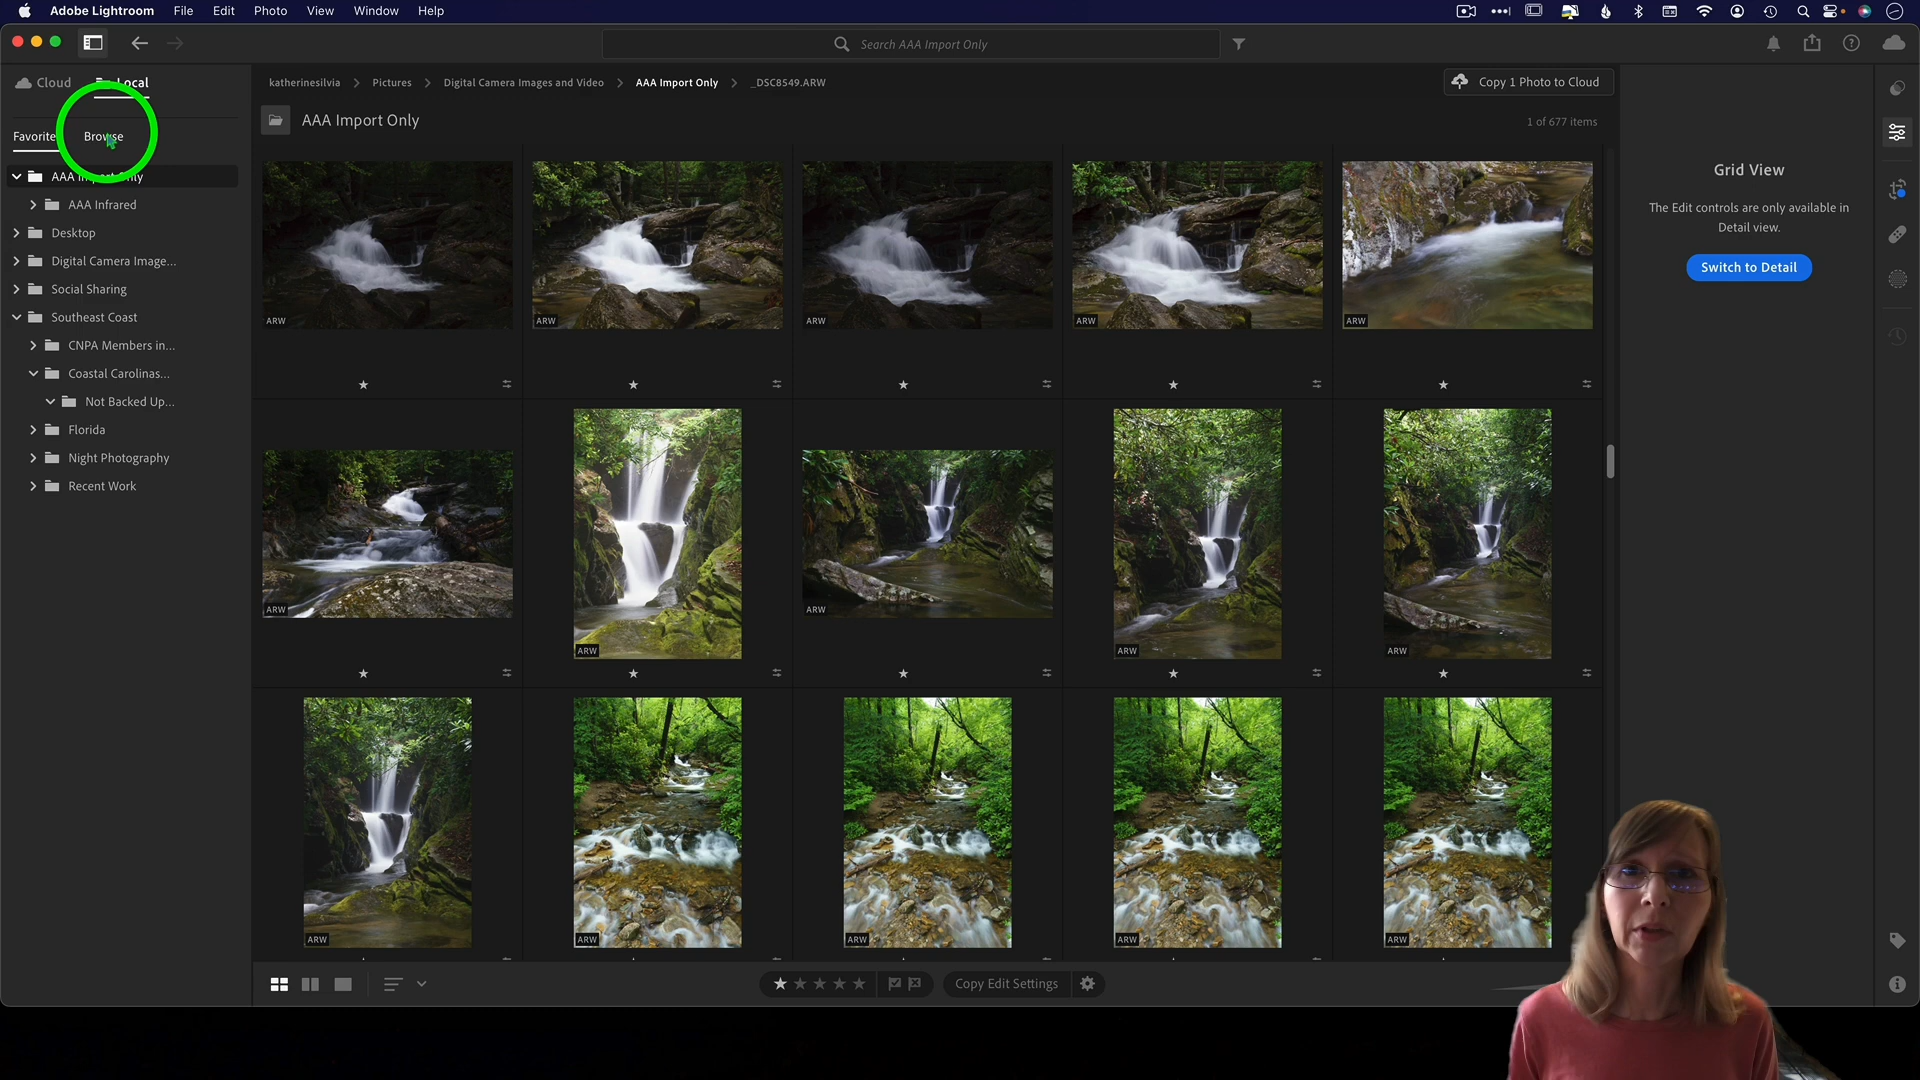 Adobe Lightroom File Edit Photo View Window Help
Search AAA Import Only
Cloud Local
katherinesilvia Pictures Digital Camera Images and Video AAA Import Only _DSC8549.ARW
Copy 1 Photo to Cloud
AAA Import Only
1 of 677 items
Favorite Browse
AAA Import Only
AAA Infrared
Desktop
Digital Camera Image...
Social Sharing
Southeast Coast
CNPA Members in...
Coastal Carolinas...
Not Backed Up...
Florida
Night Photography
Recent Work
Grid View
The Edit controls are only available in
Detail view.
Switch to Detail
ARW ARW ARW ARW ARW
ARW ARW ARW ARW ARW
ARW ARW ARW ARW ARW
Copy Edit Settings